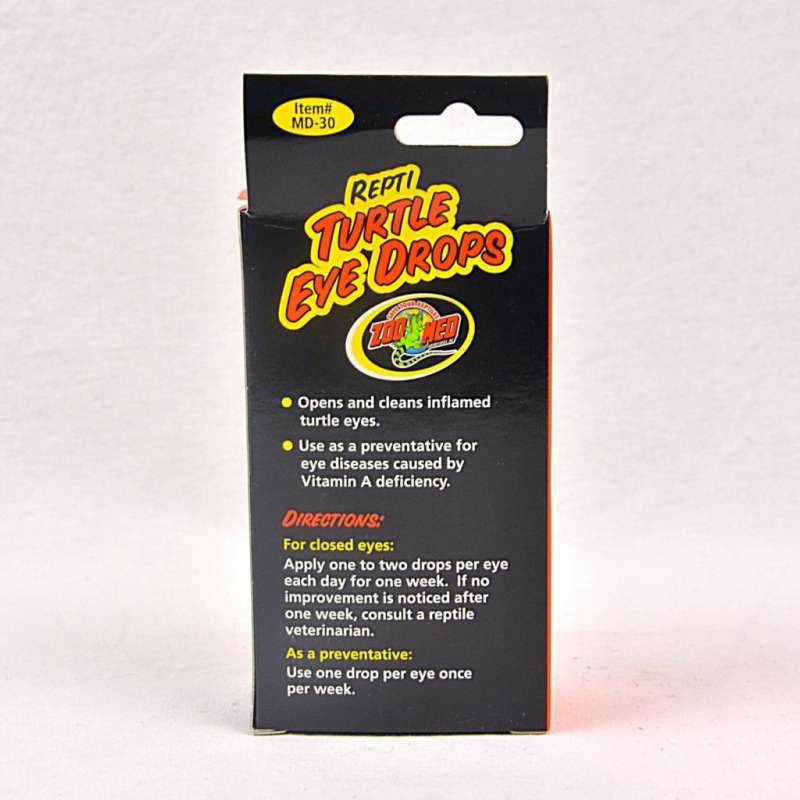 Item#
MD-30
REPTI
TURTLE
EYE DROPS
ZOO MED
Opens and cleans inflamed
turtle eyes.
Use as a preventative for
eye diseases caused by
Vitamin A deficiency.
DIRECTIONS:
For closed eyes:
Apply one to two drops per eye
each day for one week. If no
improvement is noticed after
one week, consult a reptile
veterinarian.
As a preventative:
Use one drop per eye once
per week.